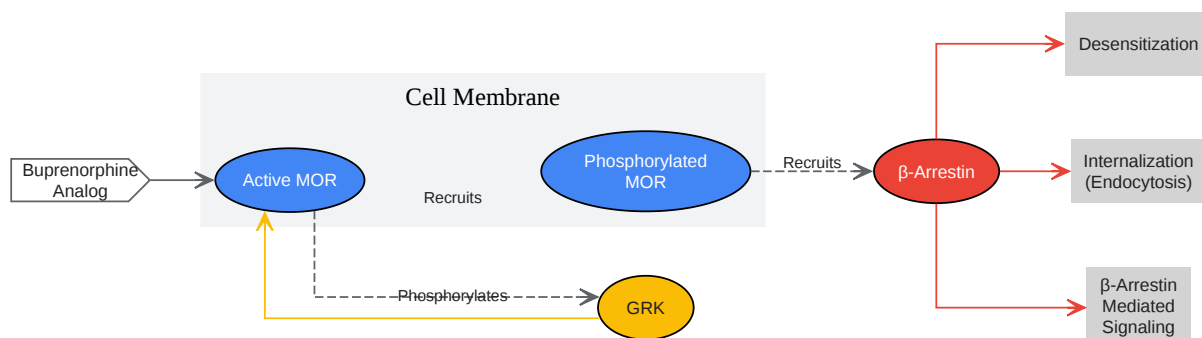 Desensitization
Cell Membrane
Buprenorphine
Analog
Active MOR
Recruits
Phosphorylated
MOR
Recruits
β-Arrestin
Internalization
(Endocytosis)
Phosphorylates
GRK
β-Arrestin
Mediated
Signaling